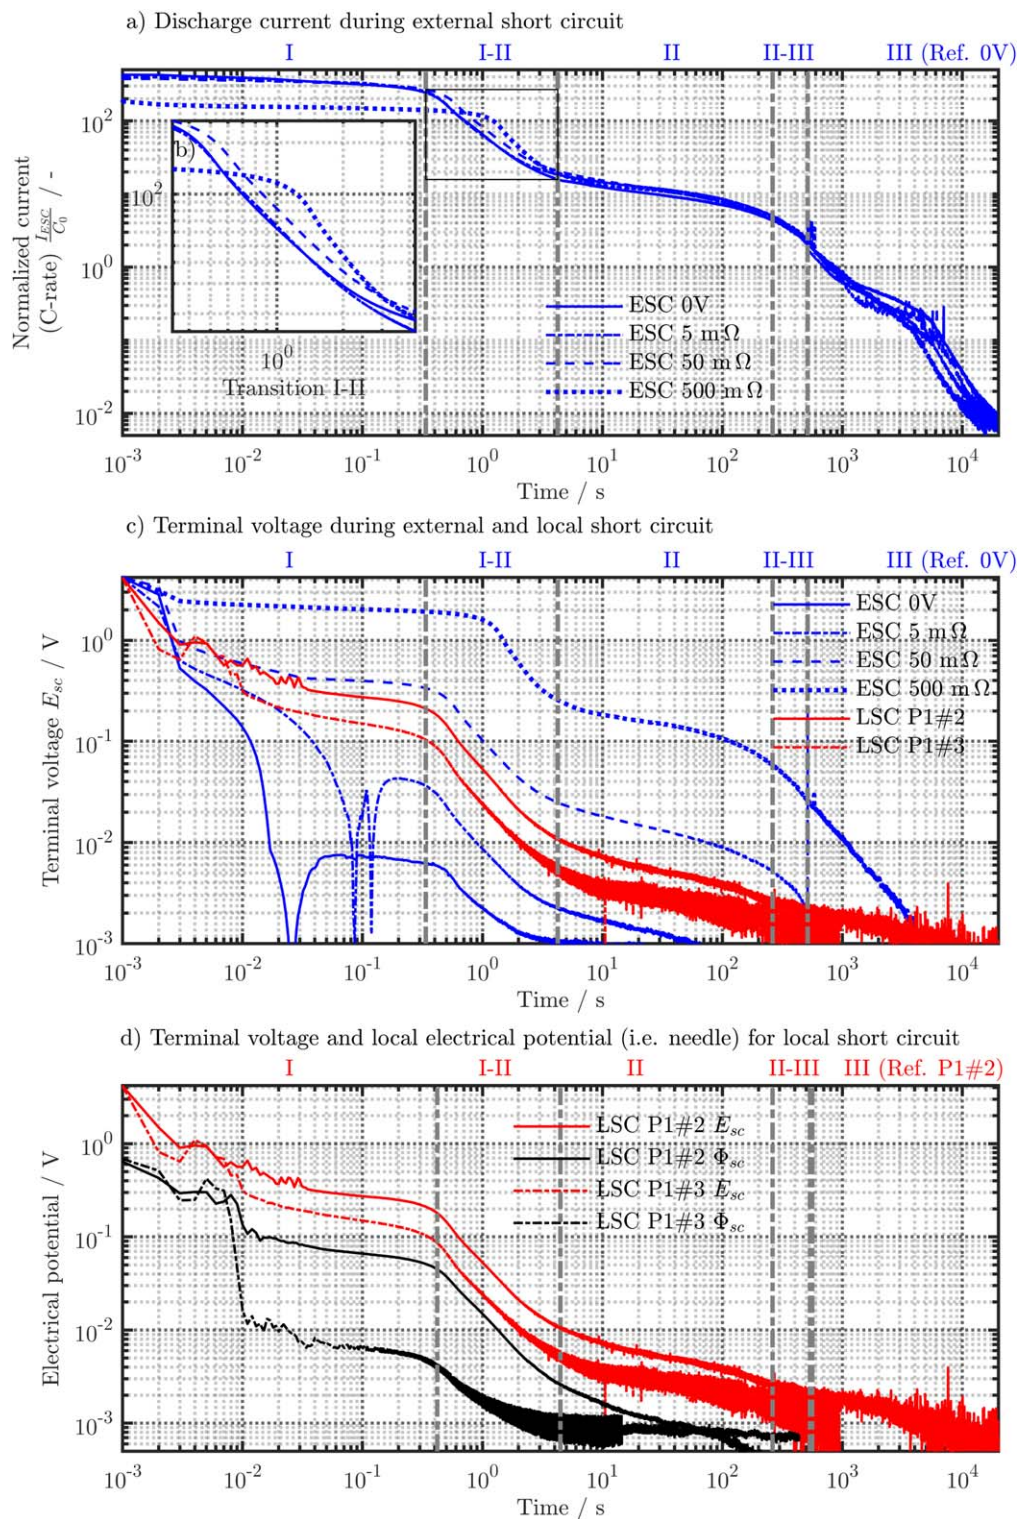 a) Discharge current during external short circuit
I I-II II II-III III (Ref. 0V)
Normalized current
(C-rate) I_ESC/C_0 / -
10^2
10^0
10^-2
b)
10^2
10^0
Transition I-II
ESC 0V
ESC 5 mΩ
ESC 50 mΩ
ESC 500 mΩ
10^-3 10^-2 10^-1 10^0 10^1 10^2 10^3 10^4
Time / s
c) Terminal voltage during external and local short circuit
I I-II II II-III III (Ref. 0V)
Terminal voltage E_sc / V
10^0
10^-1
10^-2
10^-3
ESC 0V
ESC 5 mΩ
ESC 50 mΩ
ESC 500 mΩ
LSC P1#2
LSC P1#3
10^-3 10^-2 10^-1 10^0 10^1 10^2 10^3 10^4
Time / s
d) Terminal voltage and local electrical potential (i.e. needle) for local short circuit
I I-II II II-III III (Ref. P1#2)
Electrical potential / V
10^0
10^-1
10^-2
10^-3
LSC P1#2 E_sc
LSC P1#2 Φ_sc
LSC P1#3 E_sc
LSC P1#3 Φ_sc
10^-3 10^-2 10^-1 10^0 10^1 10^2 10^3 10^4
Time / s